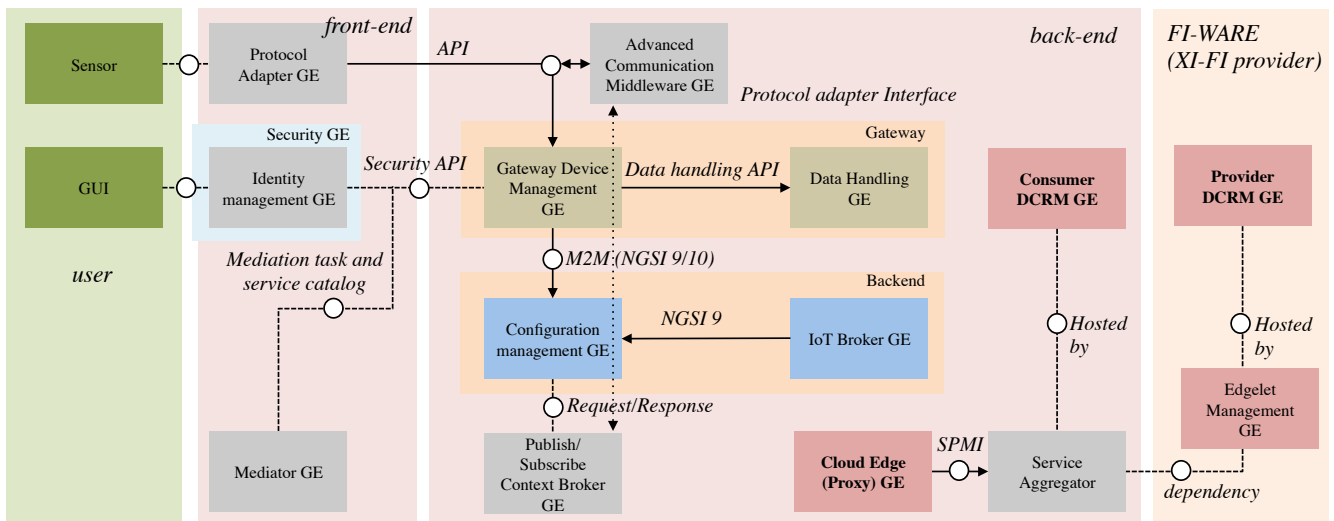 front-end
back-end
FI-WARE
(XI-FI provider)
Sensor
Protocol
Adapter GE
API
Advanced
Communication
Middleware GE
Protocol adapter Interface
Security GE
Gateway
GUI
Identity
management GE
Security API
Gateway Device
Management
GE
Data handling API
Data Handling
GE
Consumer
DCRM GE
Provider
DCRM GE
user
Mediation task and
service catalog
M2M (NGSI 9/10)
Backend
Configuration
management GE
NGSI 9
IoT Broker GE
Hosted
by
Hosted
by
Request/Response
Edgelet
Management
GE
Mediator GE
Publish/
Subscribe
Context Broker
GE
Cloud Edge
(Proxy) GE
SPMI
Service
Aggregator
dependency